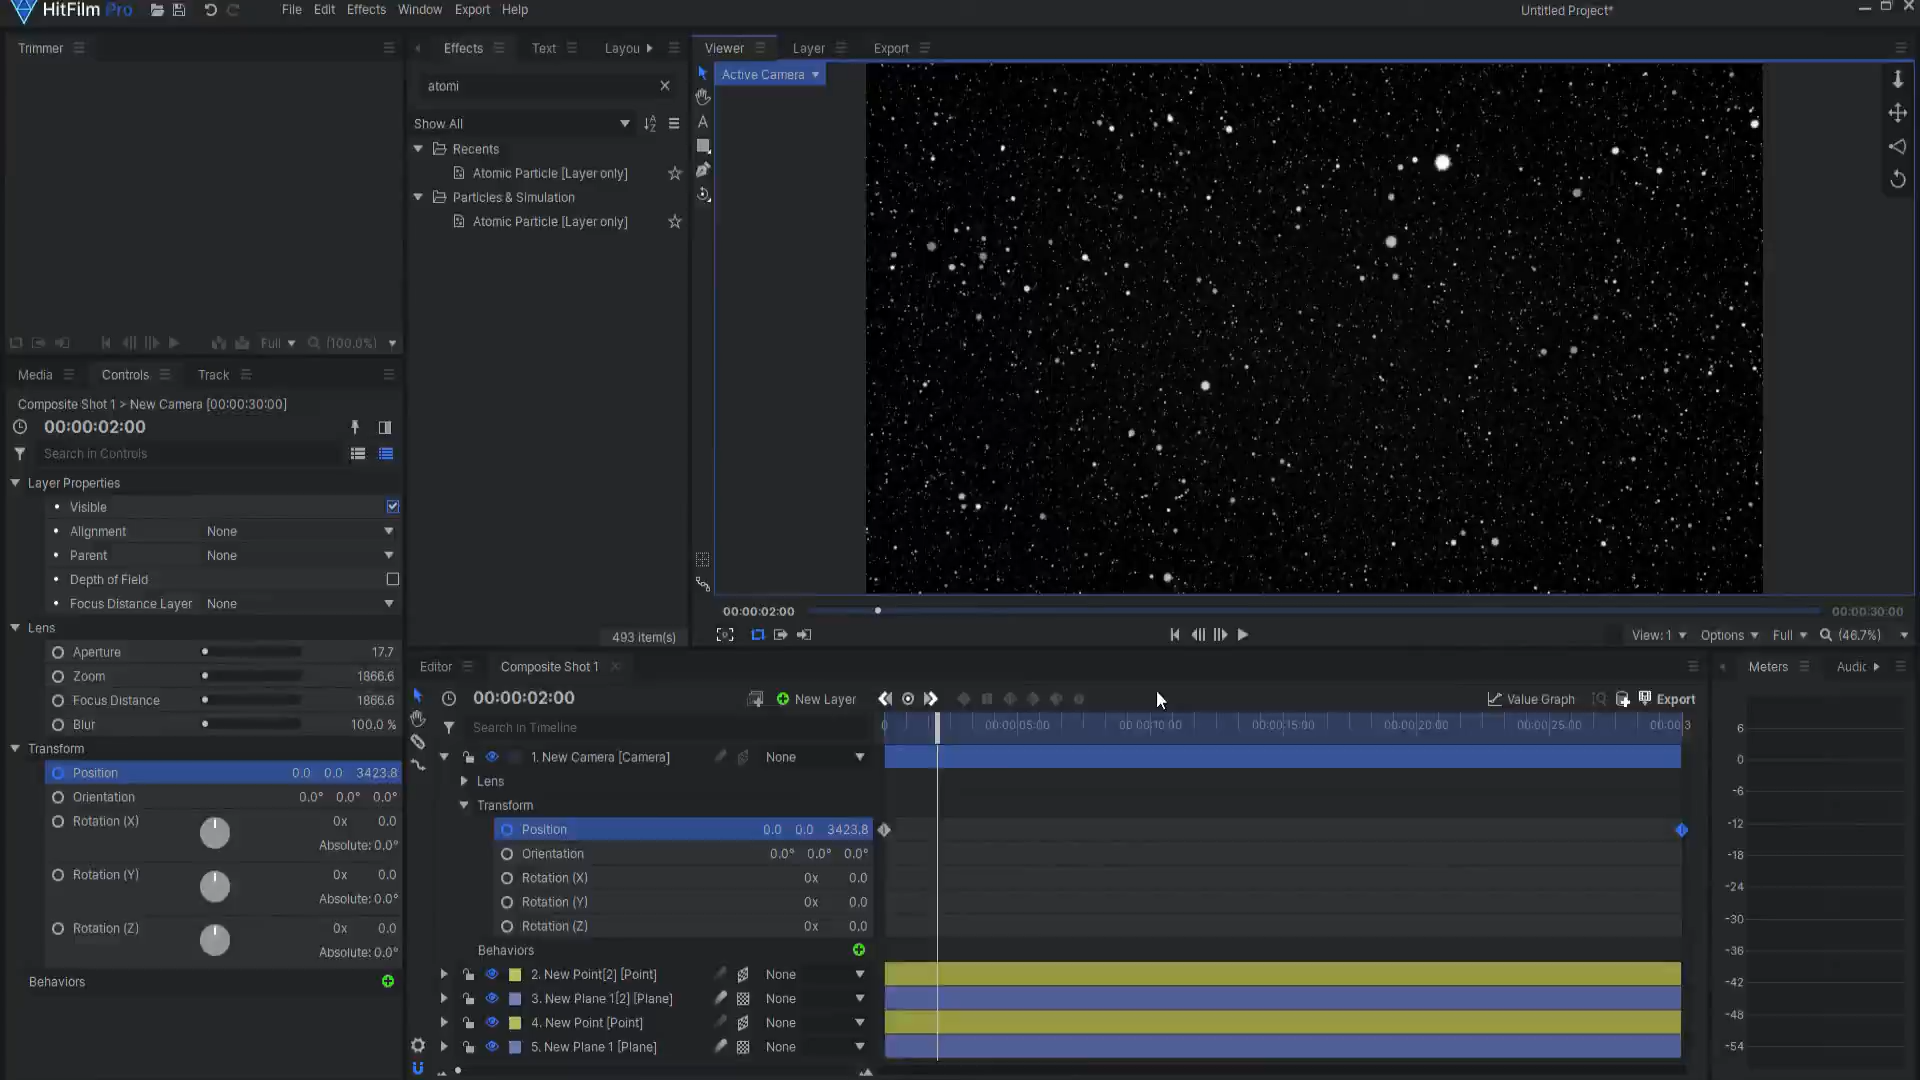 HitFilm Pro
File Edit Effects Window Export Help
Untitled Project*
Trimmer
Effects Text Layou
Viewer Layer Export
Active Camera
atomi
Show All
Recents
Atomic Particle [Layer only]
Particles & Simulation
Atomic Particle [Layer only]
Full (100.0%)
Media Controls Track
Composite Shot 1 > New Camera [00:00:30:00]
00:00:02:00
Search in Controls
Layer Properties
Visible
Alignment None
Parent None
Depth of Field
Focus Distance Layer None
Lens
Aperture 17.7
Zoom 1866.6
Focus Distance 1866.6
Blur 100.0 %
Transform
Position 0.0 0.0 3423.8
Orientation 0.0° 0.0° 0.0°
Rotation (X) 0x 0.0
Absolute: 0.0°
Rotation (Y) 0x 0.0
Absolute: 0.0°
Rotation (Z) 0x 0.0
Absolute: 0.0°
Behaviors
493 item(s)
00:00:02:00 00:00:30:00
View: 1 Options Full (46.7%)
Editor Composite Shot 1
Meters Audic
00:00:02:00 New Layer Value Graph Export
Search in Timeline
0 00:00:05:00 00:00:10:00 00:00:15:00 00:00:20:00 00:00:25:00 00:00:3
1. New Camera [Camera] None
Lens
Transform
Position 0.0 0.0 3423.8
Orientation 0.0° 0.0° 0.0°
Rotation (X) 0x 0.0
Rotation (Y) 0x 0.0
Rotation (Z) 0x 0.0
Behaviors
2. New Point[2] [Point] None
3. New Plane 1[2] [Plane] None
4. New Point [Point] None
5. New Plane 1 [Plane] None
6
0
-6
-12
-18
-24
-30
-36
-42
-48
-54